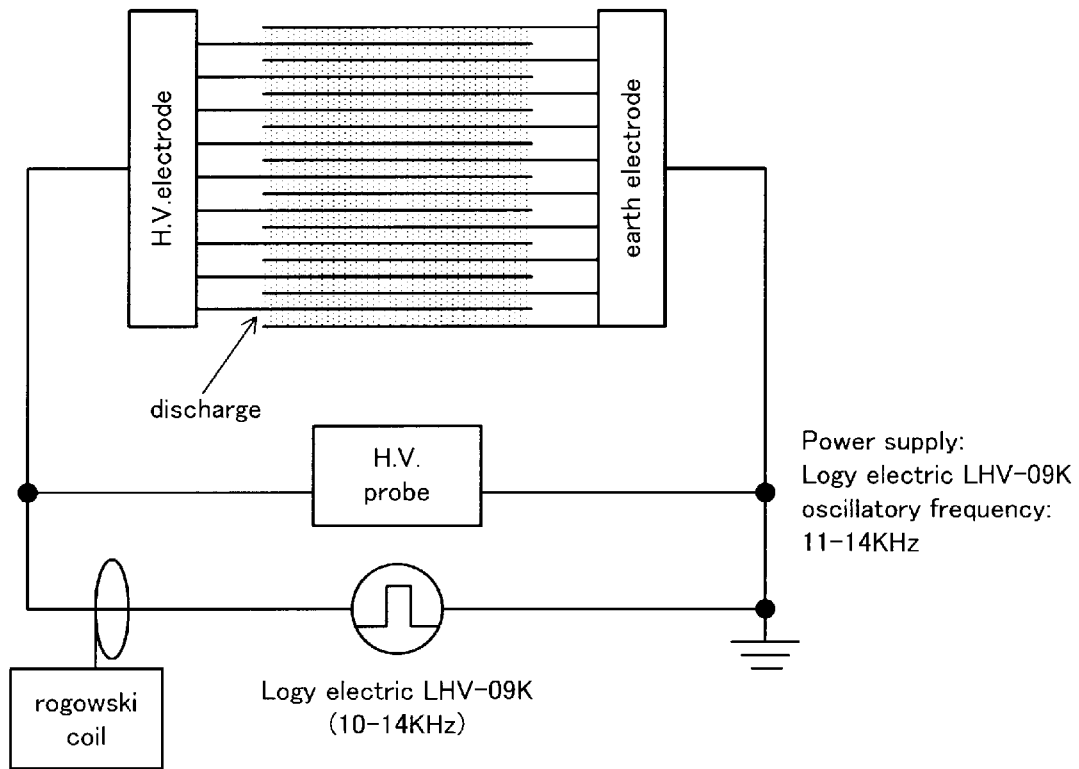 H.V.electrode
earth electrode
discharge
H.V.
probe
Power supply:
Logy electric LHV-09K
oscillatory frequency:
11-14KHz
rogowski
coil
Logy electric LHV-09K
(10-14KHz)